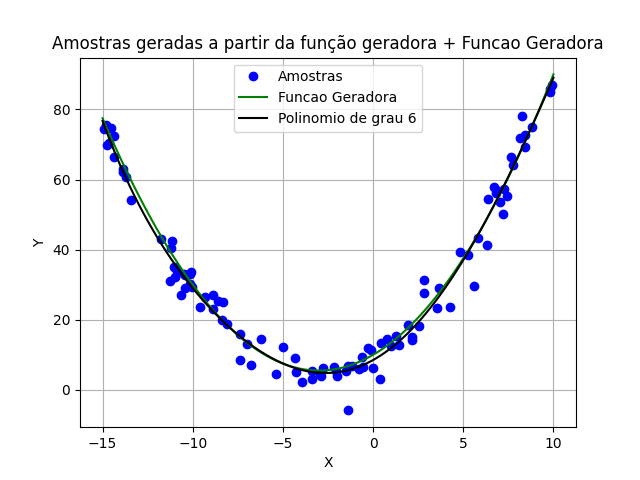 Amostras geradas a partir da função geradora + Funcao Geradora
Amostras
Funcao Geradora
Polinomio de grau 6
80
60
40
20
0
Y
−15
−10
−5
0
5
10
X